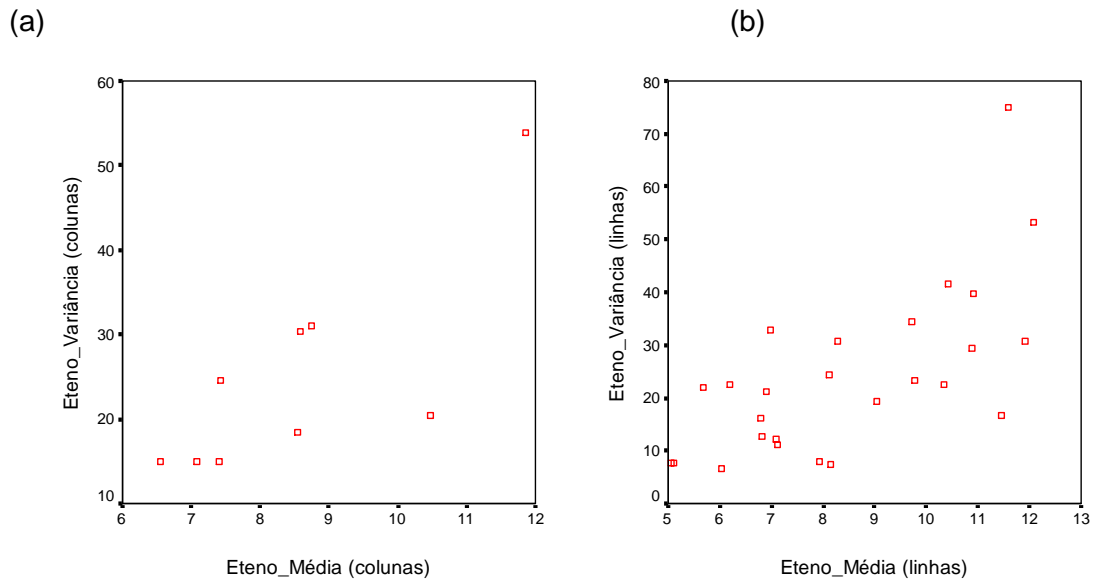 (a)
60
50
40
30
20
10
Eteno_Variância (colunas)
6 7 8 9 10 11 12
Eteno_Média (colunas)
(b)
80
70
60
50
40
30
20
10
0
Eteno_Variância (linhas)
5 6 7 8 9 10 11 12 13
Eteno_Média (linhas)